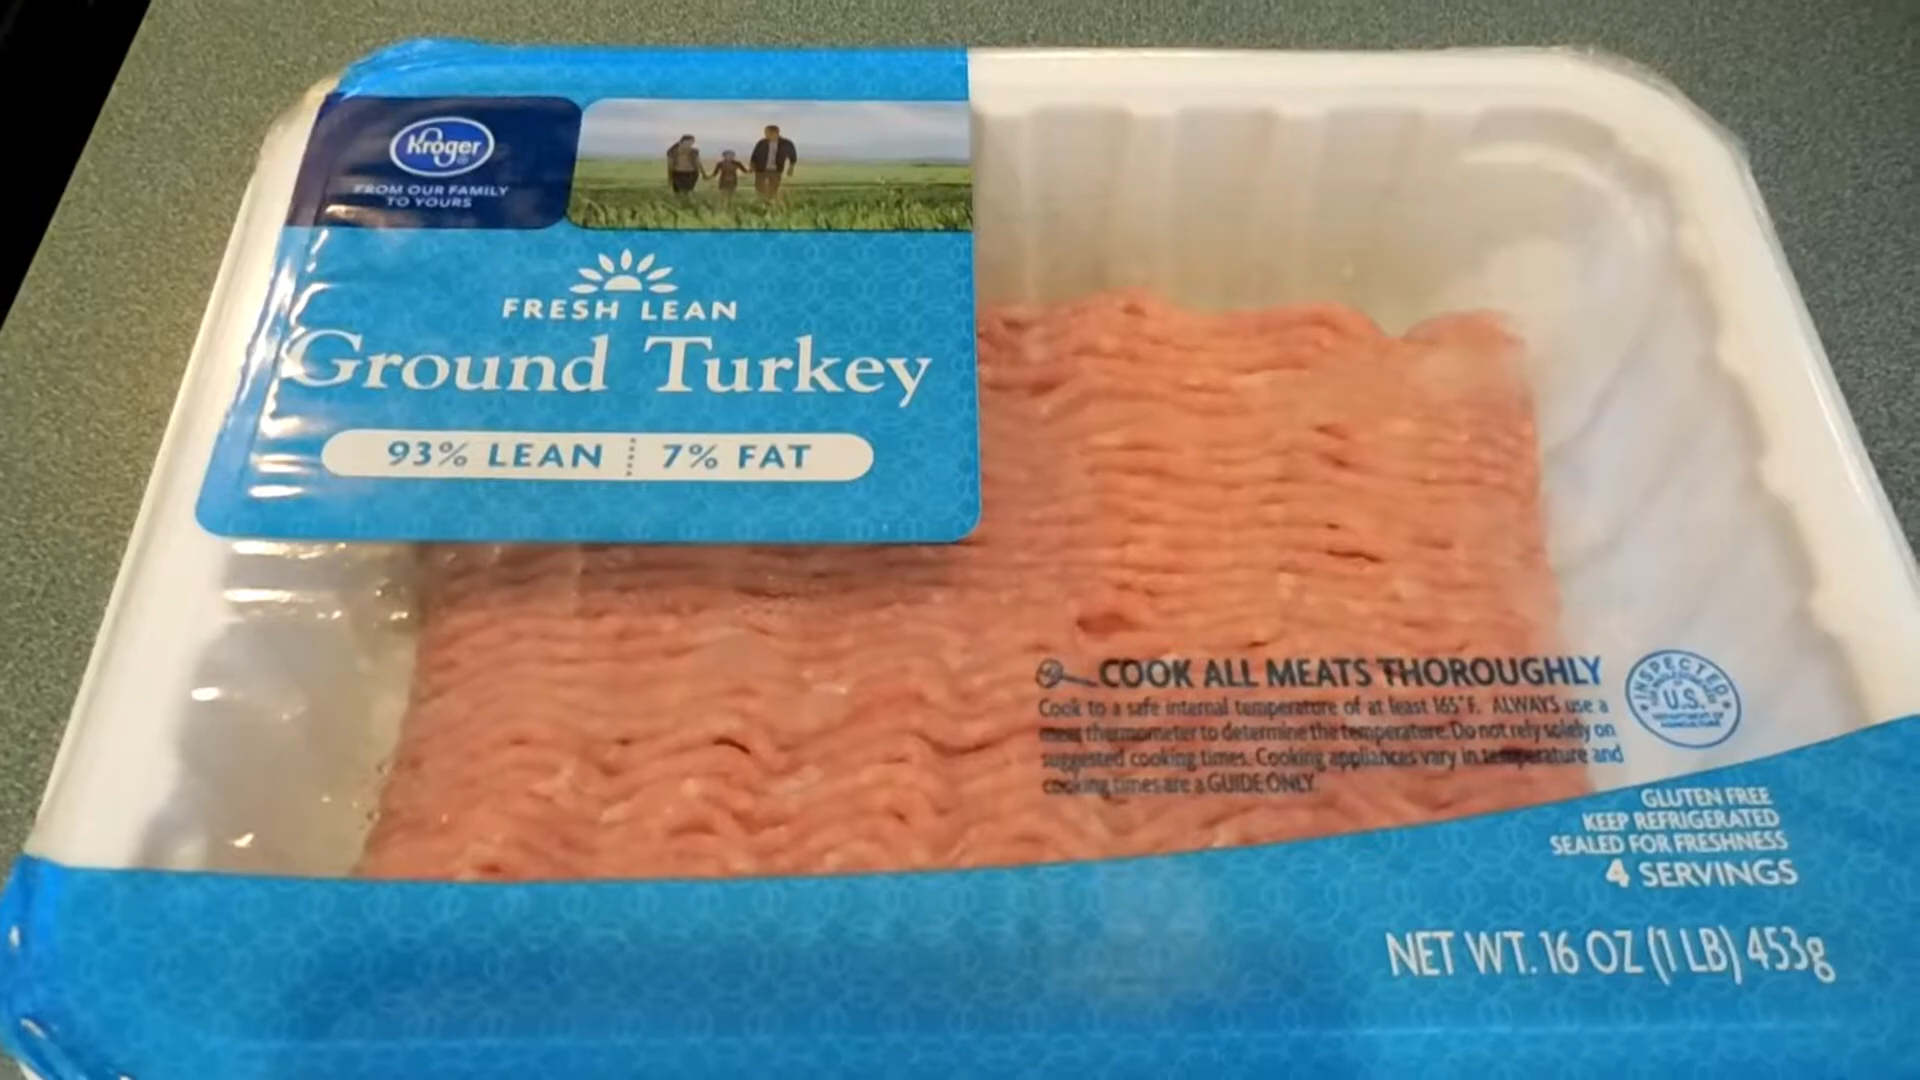 Kroger
FROM OUR FAMILY
TO YOURS
FRESH LEAN
Ground Turkey
93% LEAN 7% FAT
COOK ALL MEATS THOROUGHLY
Cook to a safe internal temperature of at least 165°F. ALWAYS use a
meat thermometer to determine the temperature. Do not rely solely on
suggested cooking times. Cooking appliances vary in temperature and
cooking times are a GUIDE ONLY.
INSPECTED
U.S.
DEPARTMENT OF
AGRICULTURE
GLUTEN FREE
KEEP REFRIGERATED
SEALED FOR FRESHNESS
4 SERVINGS
NET WT. 16 OZ (1 LB) 453g